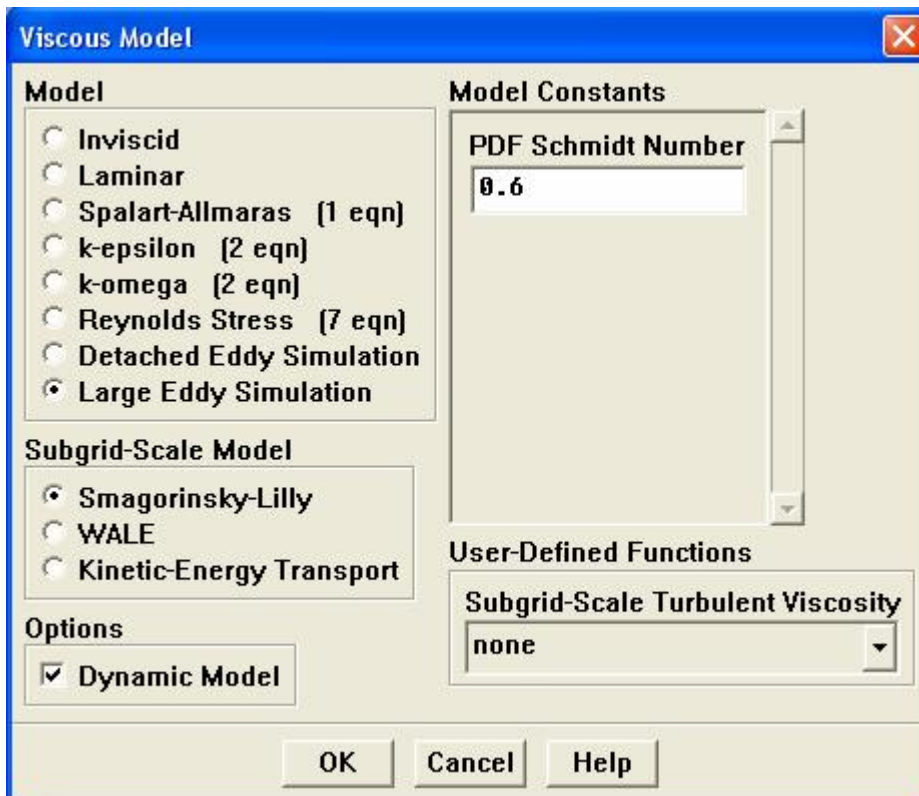 Viscous Model
Model
Inviscid
Laminar
Spalart-Allmaras (1 eqn)
k-epsilon (2 eqn)
k-omega (2 eqn)
Reynolds Stress (7 eqn)
Detached Eddy Simulation
Large Eddy Simulation
Subgrid-Scale Model
Smagorinsky-Lilly
WALE
Kinetic-Energy Transport
Options
Dynamic Model
Model Constants
PDF Schmidt Number
0.6
User-Defined Functions
Subgrid-Scale Turbulent Viscosity
none
OK Cancel Help